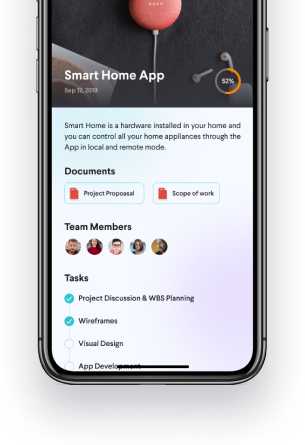 Smart Home App
Sep 12, 2019
52%
Smart Home is a hardware installed in your home and
you can control all your home appliances through the
App in local and remote mode.
Documents
Project Propoasal
Scope of work
Team Members
Tasks
Project Discussion & WBS Planning
Wireframes
Visual Design
App Development